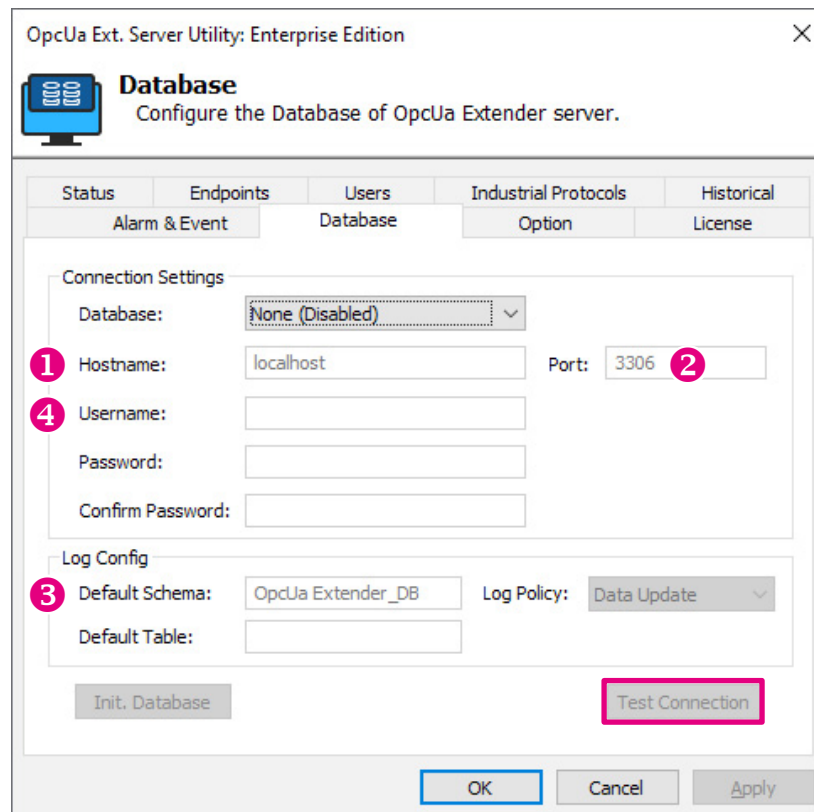 OpcUa Ext. Server Utility: Enterprise Edition
Database
Configure the Database of OpcUa Extender server.
Status Endpoints Users Industrial Protocols Historical
Alarm & Event Database Option License
Connection Settings
Database: None (Disabled)
1 Hostname: localhost Port: 3306 2
4 Username:
Password:
Confirm Password:
Log Config
3 Default Schema: OpcUa Extender_DB Log Policy: Data Update
Default Table:
Init. Database Test Connection
OK Cancel Apply